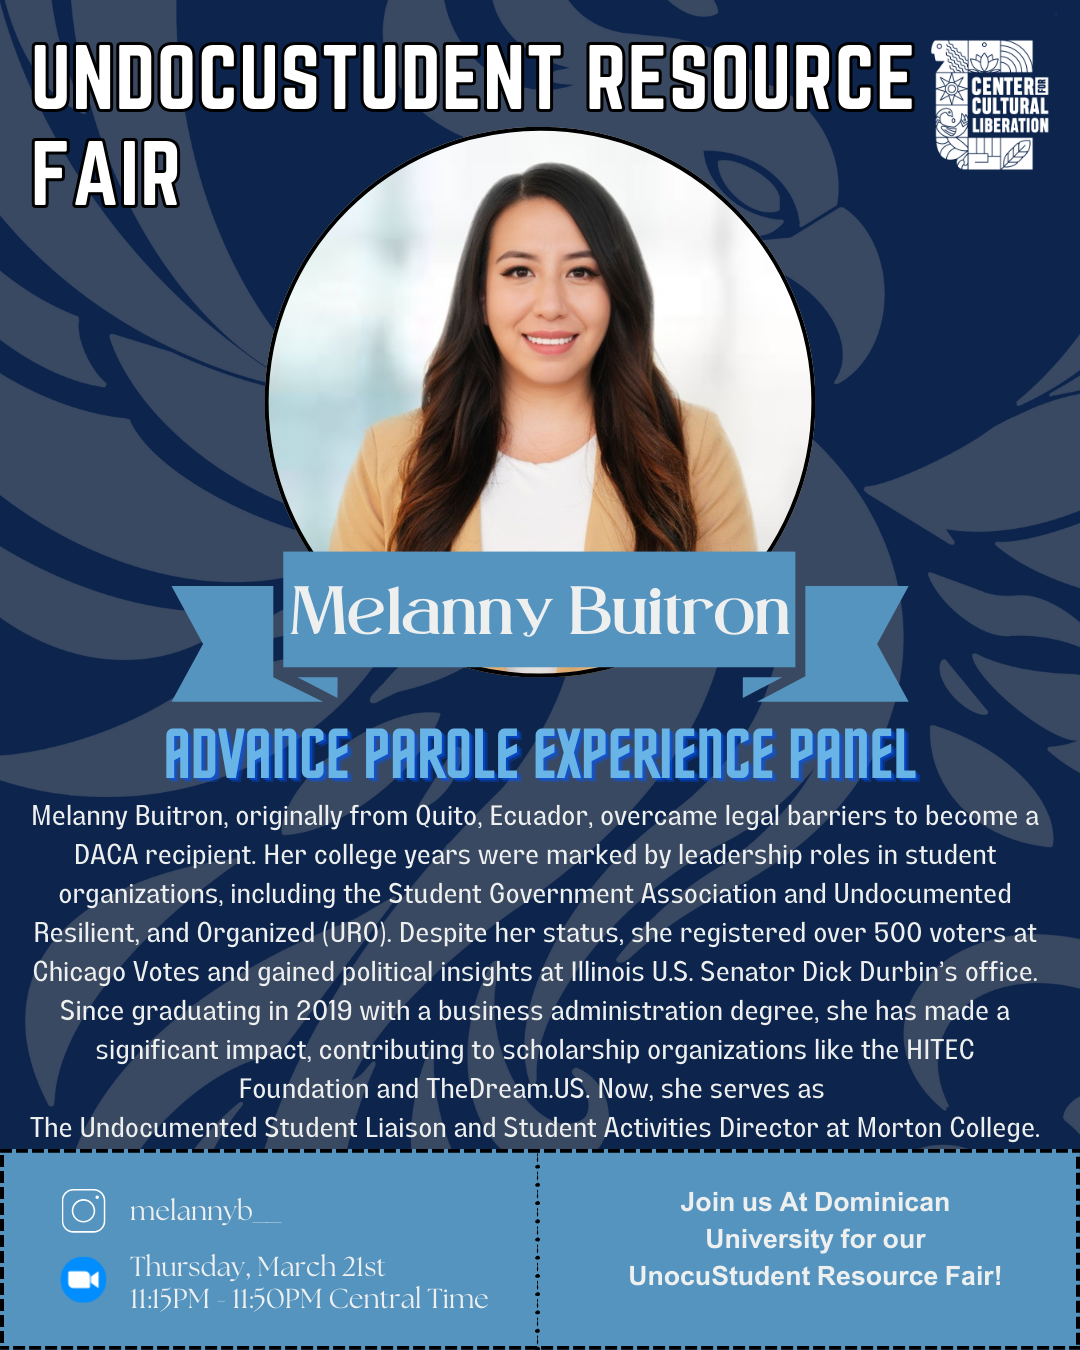 UNDOCUSTUDENT RESOURCE
FAIR
CENTER FOR
CULTURAL
LIBERATION
Melanny Buitron
ADVANCE PAROLE EXPERIENCE PANEL
Melanny Buitron, originally from Quito, Ecuador, overcame legal barriers to become a
DACA recipient. Her college years were marked by leadership roles in student
organizations, including the Student Government Association and Undocumented
Resilient, and Organized (URO). Despite her status, she registered over 500 voters at
Chicago Votes and gained political insights at Illinois U.S. Senator Dick Durbin's office.
Since graduating in 2019 with a business administration degree, she has made a
significant impact, contributing to scholarship organizations like the HITEC
Foundation and TheDream.US. Now, she serves as
The Undocumented Student Liaison and Student Activities Director at Morton College.
melannyb__
Thursday, March 21st
11:15PM - 11:50PM Central Time
Join us At Dominican
University for our
UnocuStudent Resource Fair!